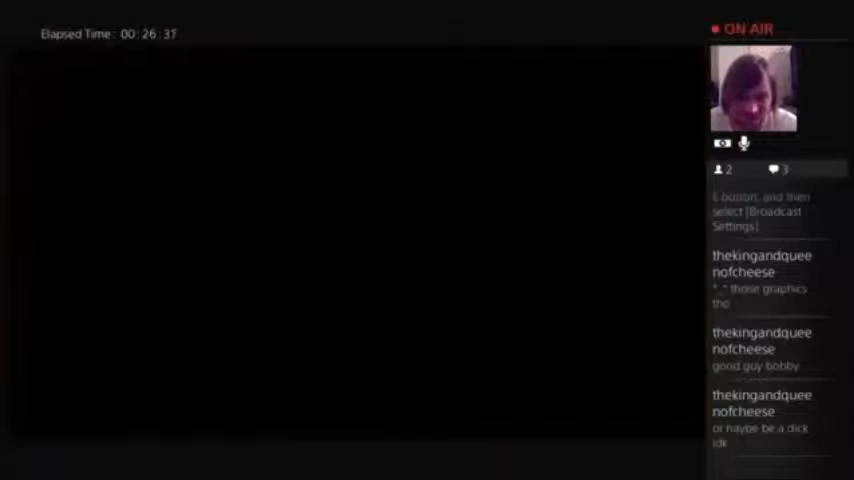 Elapsed Time: 00:26:37
ON AIR
2 3
E button, and then
select [Broadcast
Settings]
thekingandquee
nofcheese
*_* those graphics
tho
thekingandquee
nofcheese
good guy bobby
thekingandquee
nofcheese
or naybe be a dick
idk